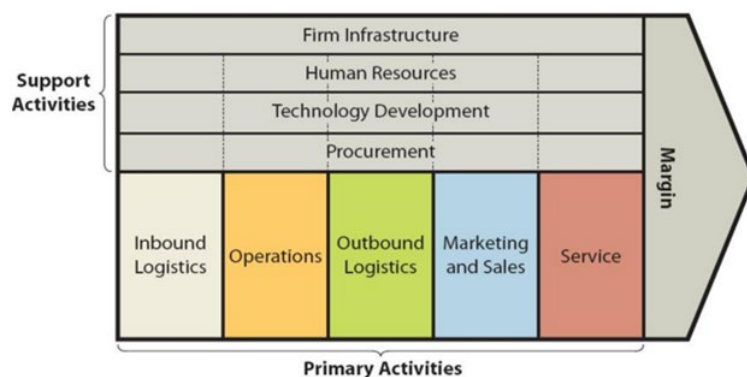 Support
Activities
Firm Infrastructure
Human Resources
Technology Development
Procurement
Inbound
Logistics
Operations
Outbound
Logistics
Marketing
and Sales
Service
Margin
Primary Activities